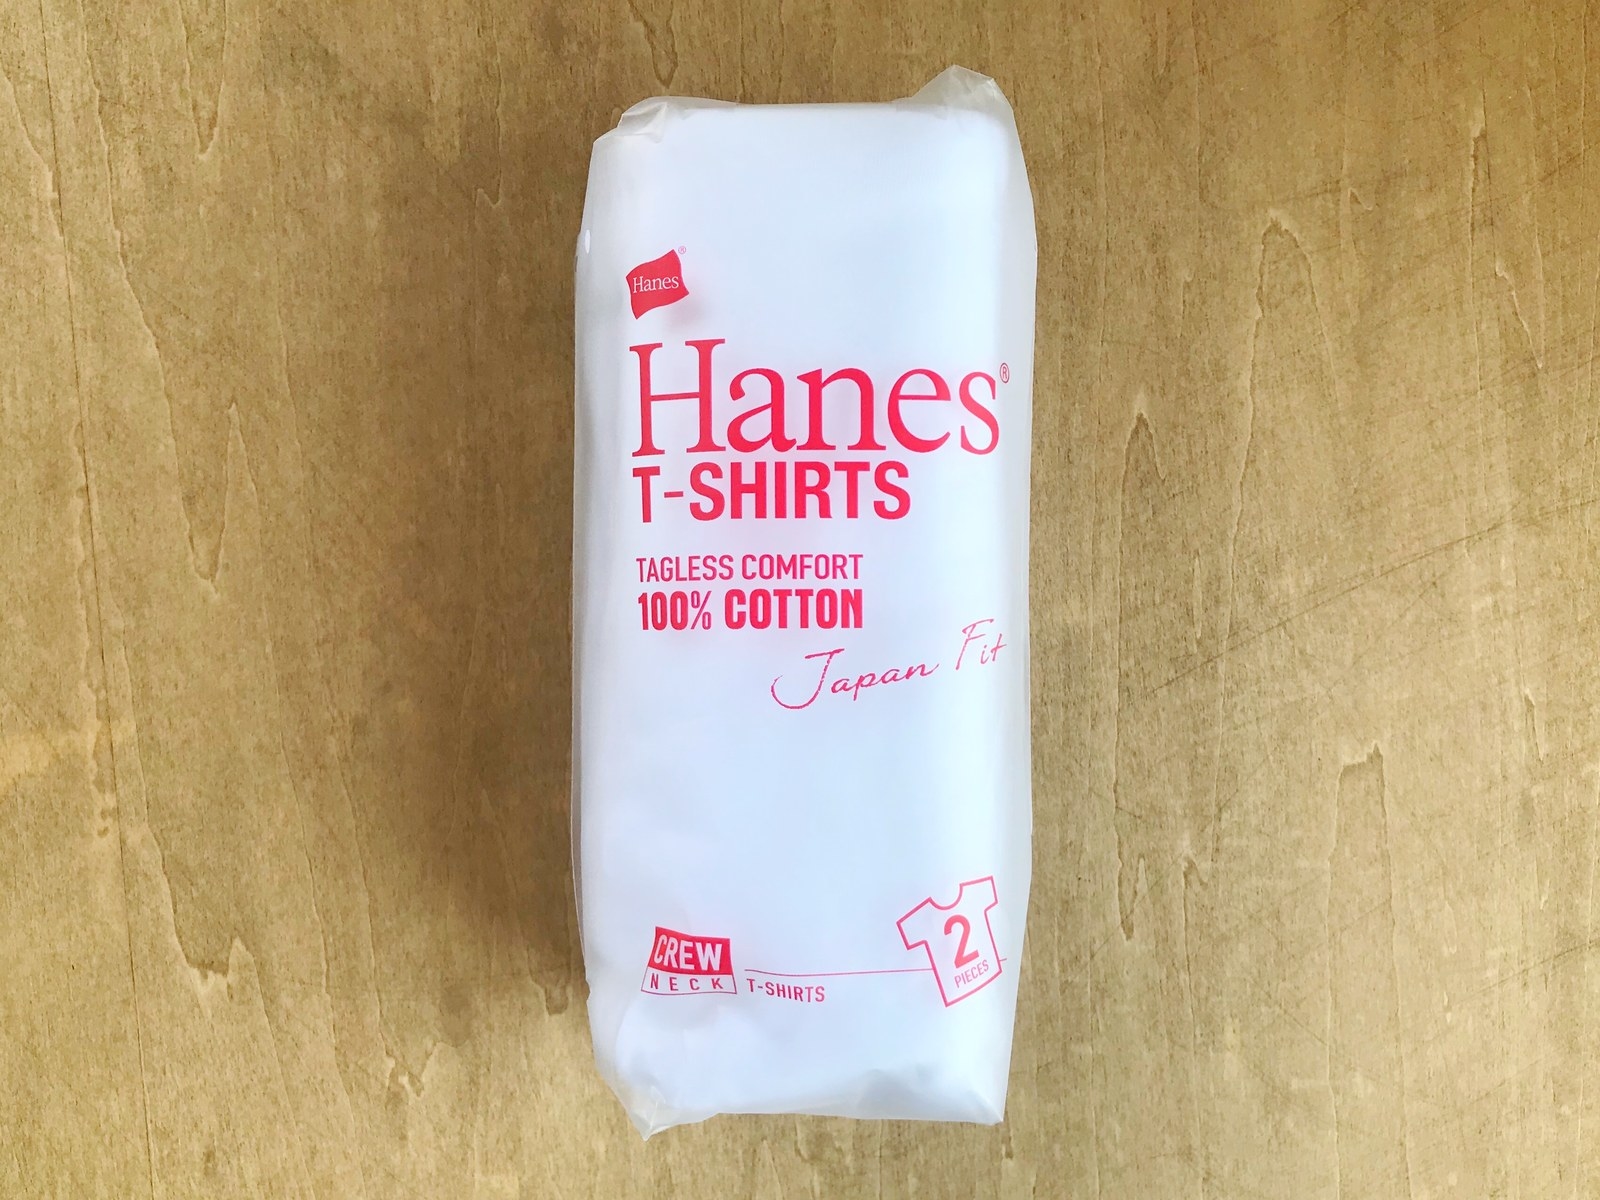 Hanes®
Hanes®
T-SHIRTS
TAGLESS COMFORT
100% COTTON
Japan Fit
CREW
NECK
T-SHIRTS
2
PIECES